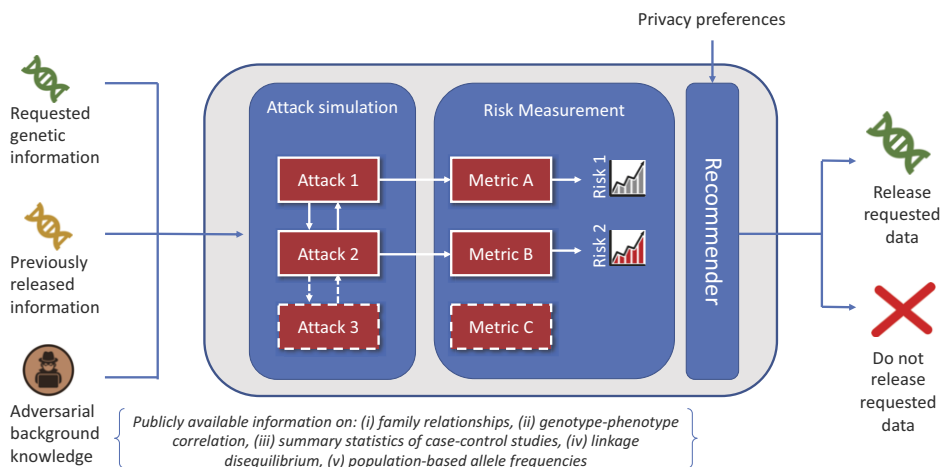 Privacy preferences
Requested
genetic
information
Previously
released
information
Adversarial
background
knowledge
Attack simulation
Attack 1
Attack 2
Attack 3
Risk Measurement
Metric A
Risk 1
Metric B
Risk 2
Metric C
Recommender
Release
requested
data
Do not
release
requested
data
Publicly available information on: (i) family relationships, (ii) genotype-phenotype
correlation, (iii) summary statistics of case-control studies, (iv) linkage
disequilibrium, (v) population-based allele frequencies